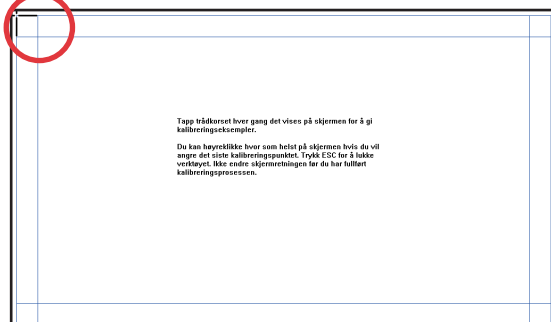 Tapp trådkorset hver gang det vises på skjermen for å gi
kalibreringseksempler.
Du kan høyreklikke hvor som helst på skjermen hvis du vil
angre det siste kalibreringspunktet. Trykk ESC for å lukke
verktøyet. Ikke endre skjermretningen før du har fullført
kalibreringsprosessen.